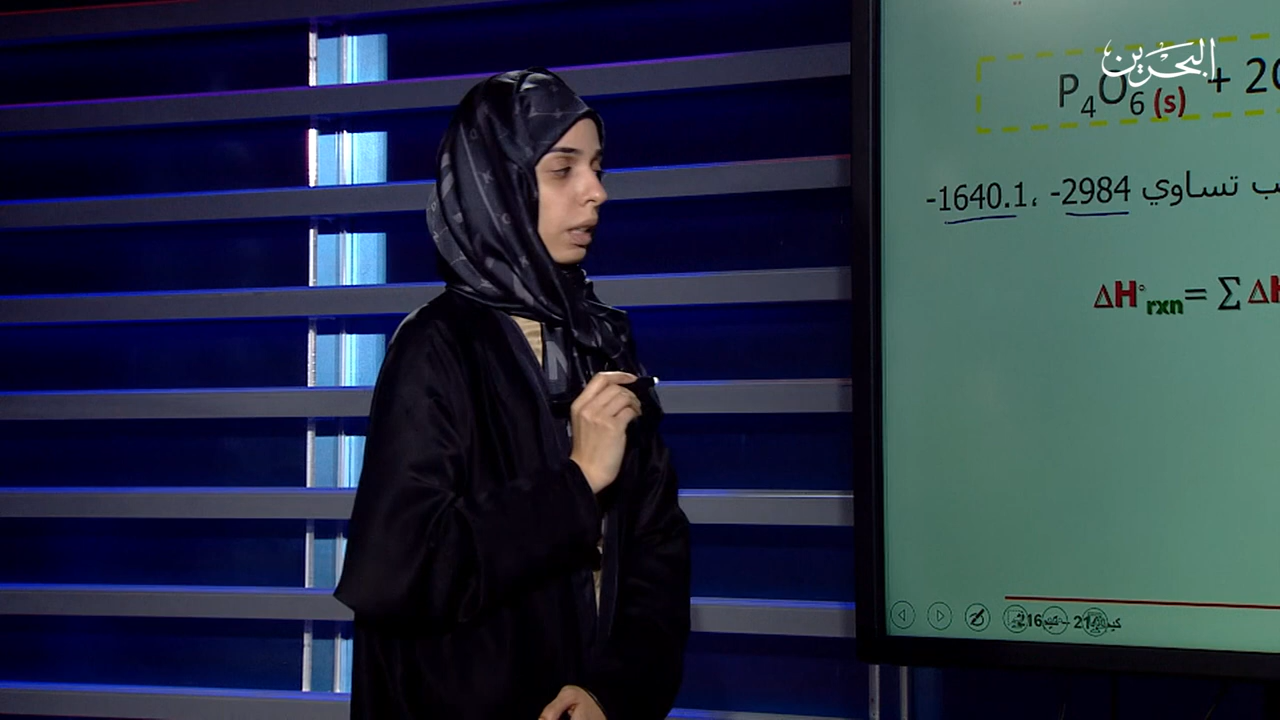 البحرين
P4O6 (s) + 2O
تساوي 2984- ،1640.1-
ΔH°rxn = ∑ ΔH